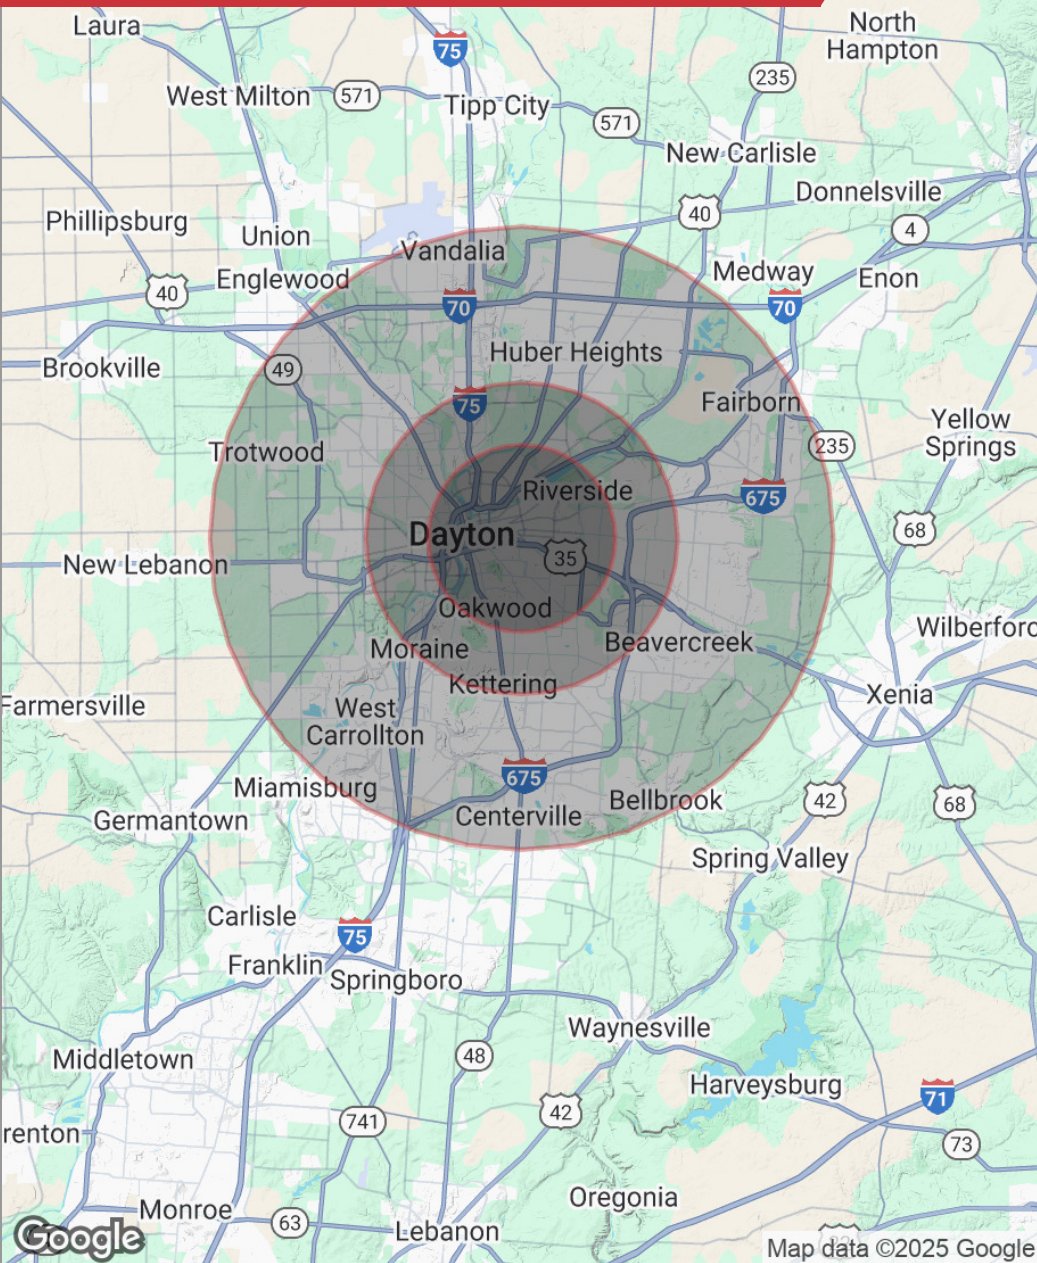 Laura
North
Hampton
75
235
West Milton
571
Tipp City
571
New Carlisle
Donnelsville
40
Phillipsburg
Union
4
Vandalia
Englewood
Medway
Enon
40
70
70
Huber Heights
Brookville
49
75
Fairborn
Yellow
Springs
Trotwood
235
Riverside
675
Dayton
68
35
New Lebanon
Oakwood
Wilberforc
Moraine
Beavercreek
Kettering
Xenia
Farmersville
West
Carrollton
675
Miamisburg
Bellbrook
42
68
Germantown
Centerville
Spring Valley
Carlisle
75
Franklin
Springboro
Waynesville
48
Middletown
Harveysburg
71
42
741
renton
73
Oregonia
Monroe
63
Lebanon
Google
Map data ©2025 Google